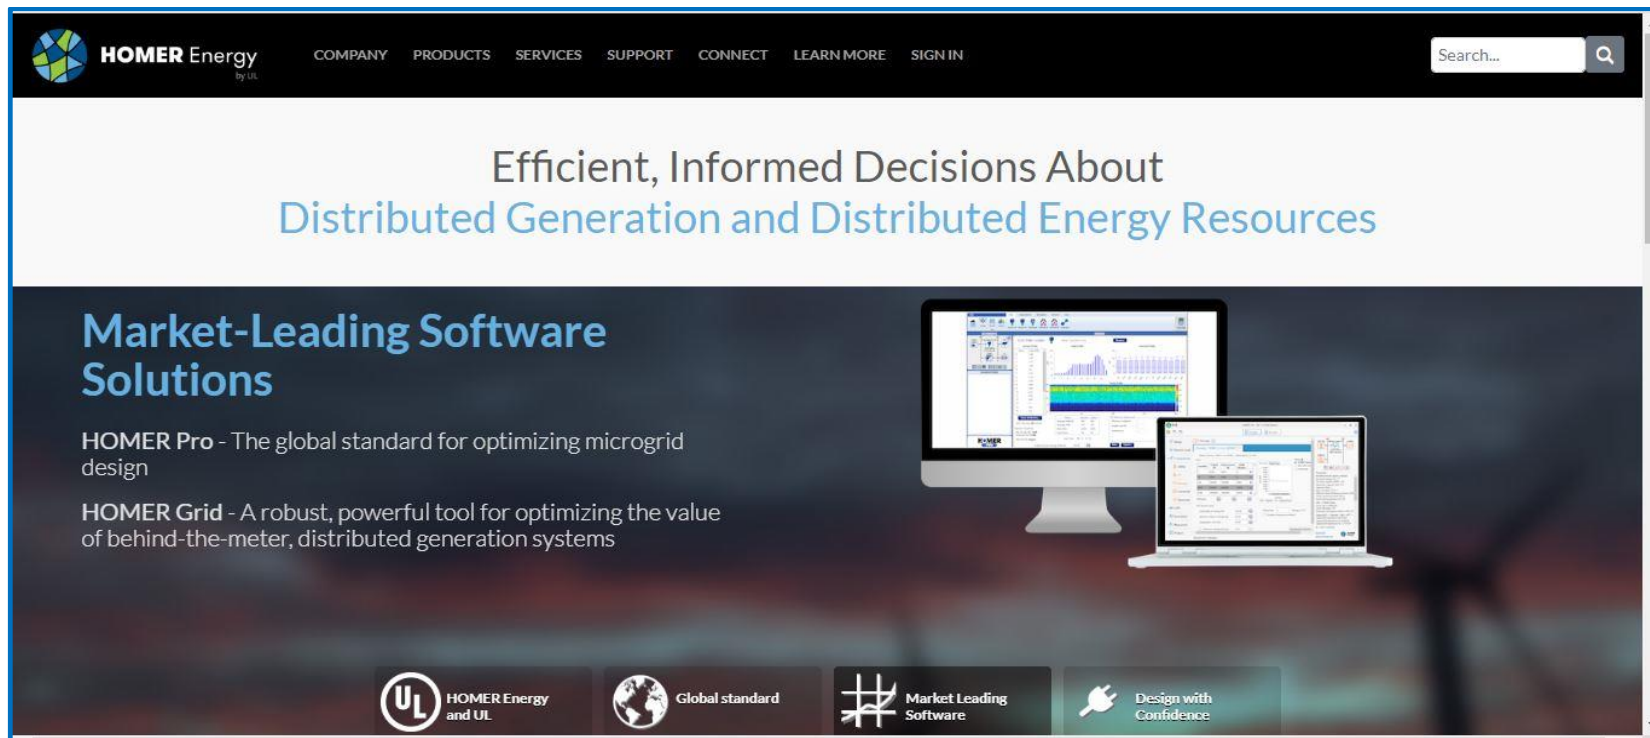 HOMER Energy
by UL
COMPANY PRODUCTS SERVICES SUPPORT CONNECT LEARN MORE SIGN IN
Search...
Efficient, Informed Decisions About
Distributed Generation and Distributed Energy Resources
Market-Leading Software
Solutions
HOMER Pro - The global standard for optimizing microgrid
design
HOMER Grid - A robust, powerful tool for optimizing the value
of behind-the-meter, distributed generation systems
HOMER
UL
HOMER Energy
and UL
Global standard
Market Leading
Software
Design with
Confidence